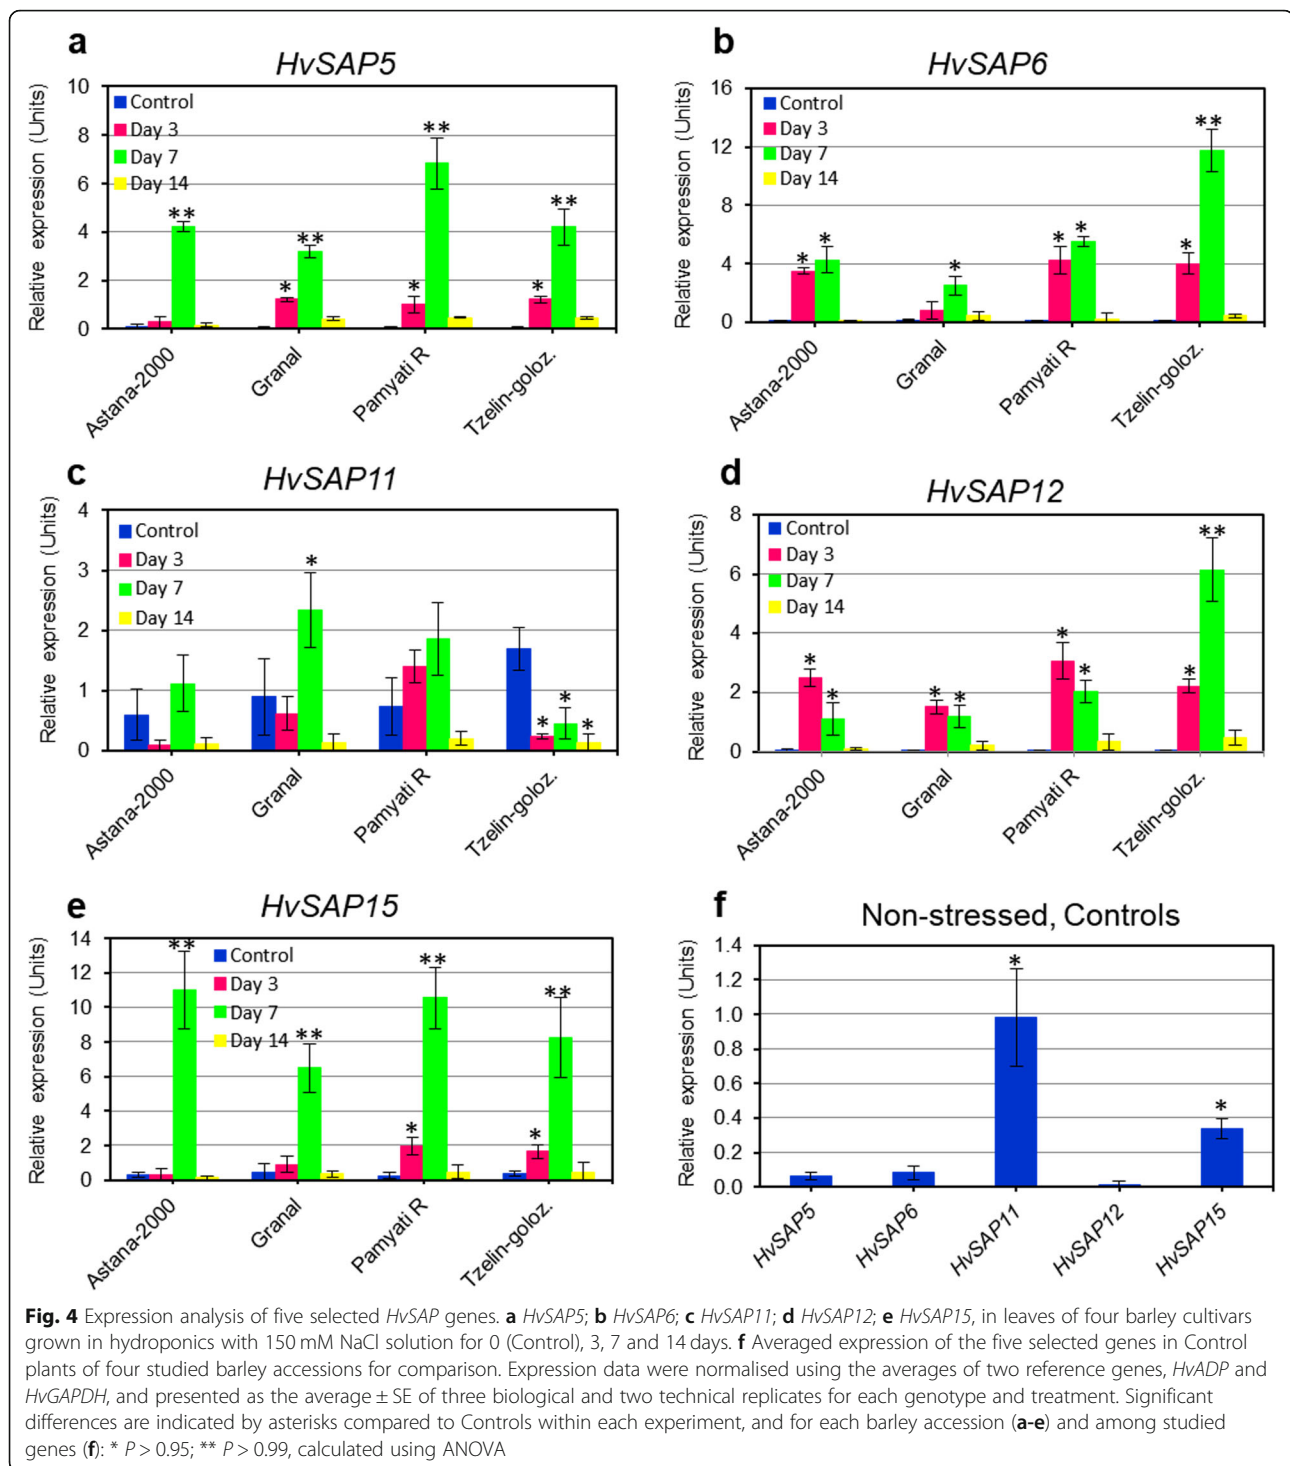 a
HvSAP5
Relative expression (Units)
10
8
6
4
2
0
Control
Day 3
Day 7
Day 14
**
*
**
*
**
*
**
Astana-2000
Granal
Pamyati R
Tzelin-goloz.
b
HvSAP6
Relative expression (Units)
16
12
8
4
0
Control
Day 3
Day 7
Day 14
*
*
*
*
*
*
**
Astana-2000
Granal
Pamyati R
Tzelin-goloz.
c
HvSAP11
Relative expression (Units)
4
3
2
1
0
Control
Day 3
Day 7
Day 14
*
*
*
*
Astana-2000
Granal
Pamyati R
Tzelin-goloz.
d
HvSAP12
Relative expression (Units)
8
6
4
2
0
Control
Day 3
Day 7
Day 14
*
*
*
*
*
*
*
**
Astana-2000
Granal
Pamyati R
Tzelin-goloz.
e
HvSAP15
Relative expression (Units)
14
12
10
8
6
4
2
0
Control
Day 3
Day 7
Day 14
**
**
*
**
*
**
Astana-2000
Granal
Pamyati R
Tzelin-goloz.
f
Non-stressed, Controls
Relative expression (Units)
1.4
1.2
1.0
0.8
0.6
0.4
0.2
0.0
*
*
HvSAP5
HvSAP6
HvSAP11
HvSAP12
HvSAP15
Fig. 4 Expression analysis of five selected HvSAP genes. a HvSAP5; b HvSAP6; c HvSAP11; d HvSAP12; e HvSAP15, in leaves of four barley cultivars
grown in hydroponics with 150 mM NaCl solution for 0 (Control), 3, 7 and 14 days. f Averaged expression of the five selected genes in Control
plants of four studied barley accessions for comparison. Expression data were normalised using the averages of two reference genes, HvADP and
HvGAPDH, and presented as the average ± SE of three biological and two technical replicates for each genotype and treatment. Significant
differences are indicated by asterisks compared to Controls within each experiment, and for each barley accession (a-e) and among studied
genes (f): * P > 0.95; ** P > 0.99, calculated using ANOVA